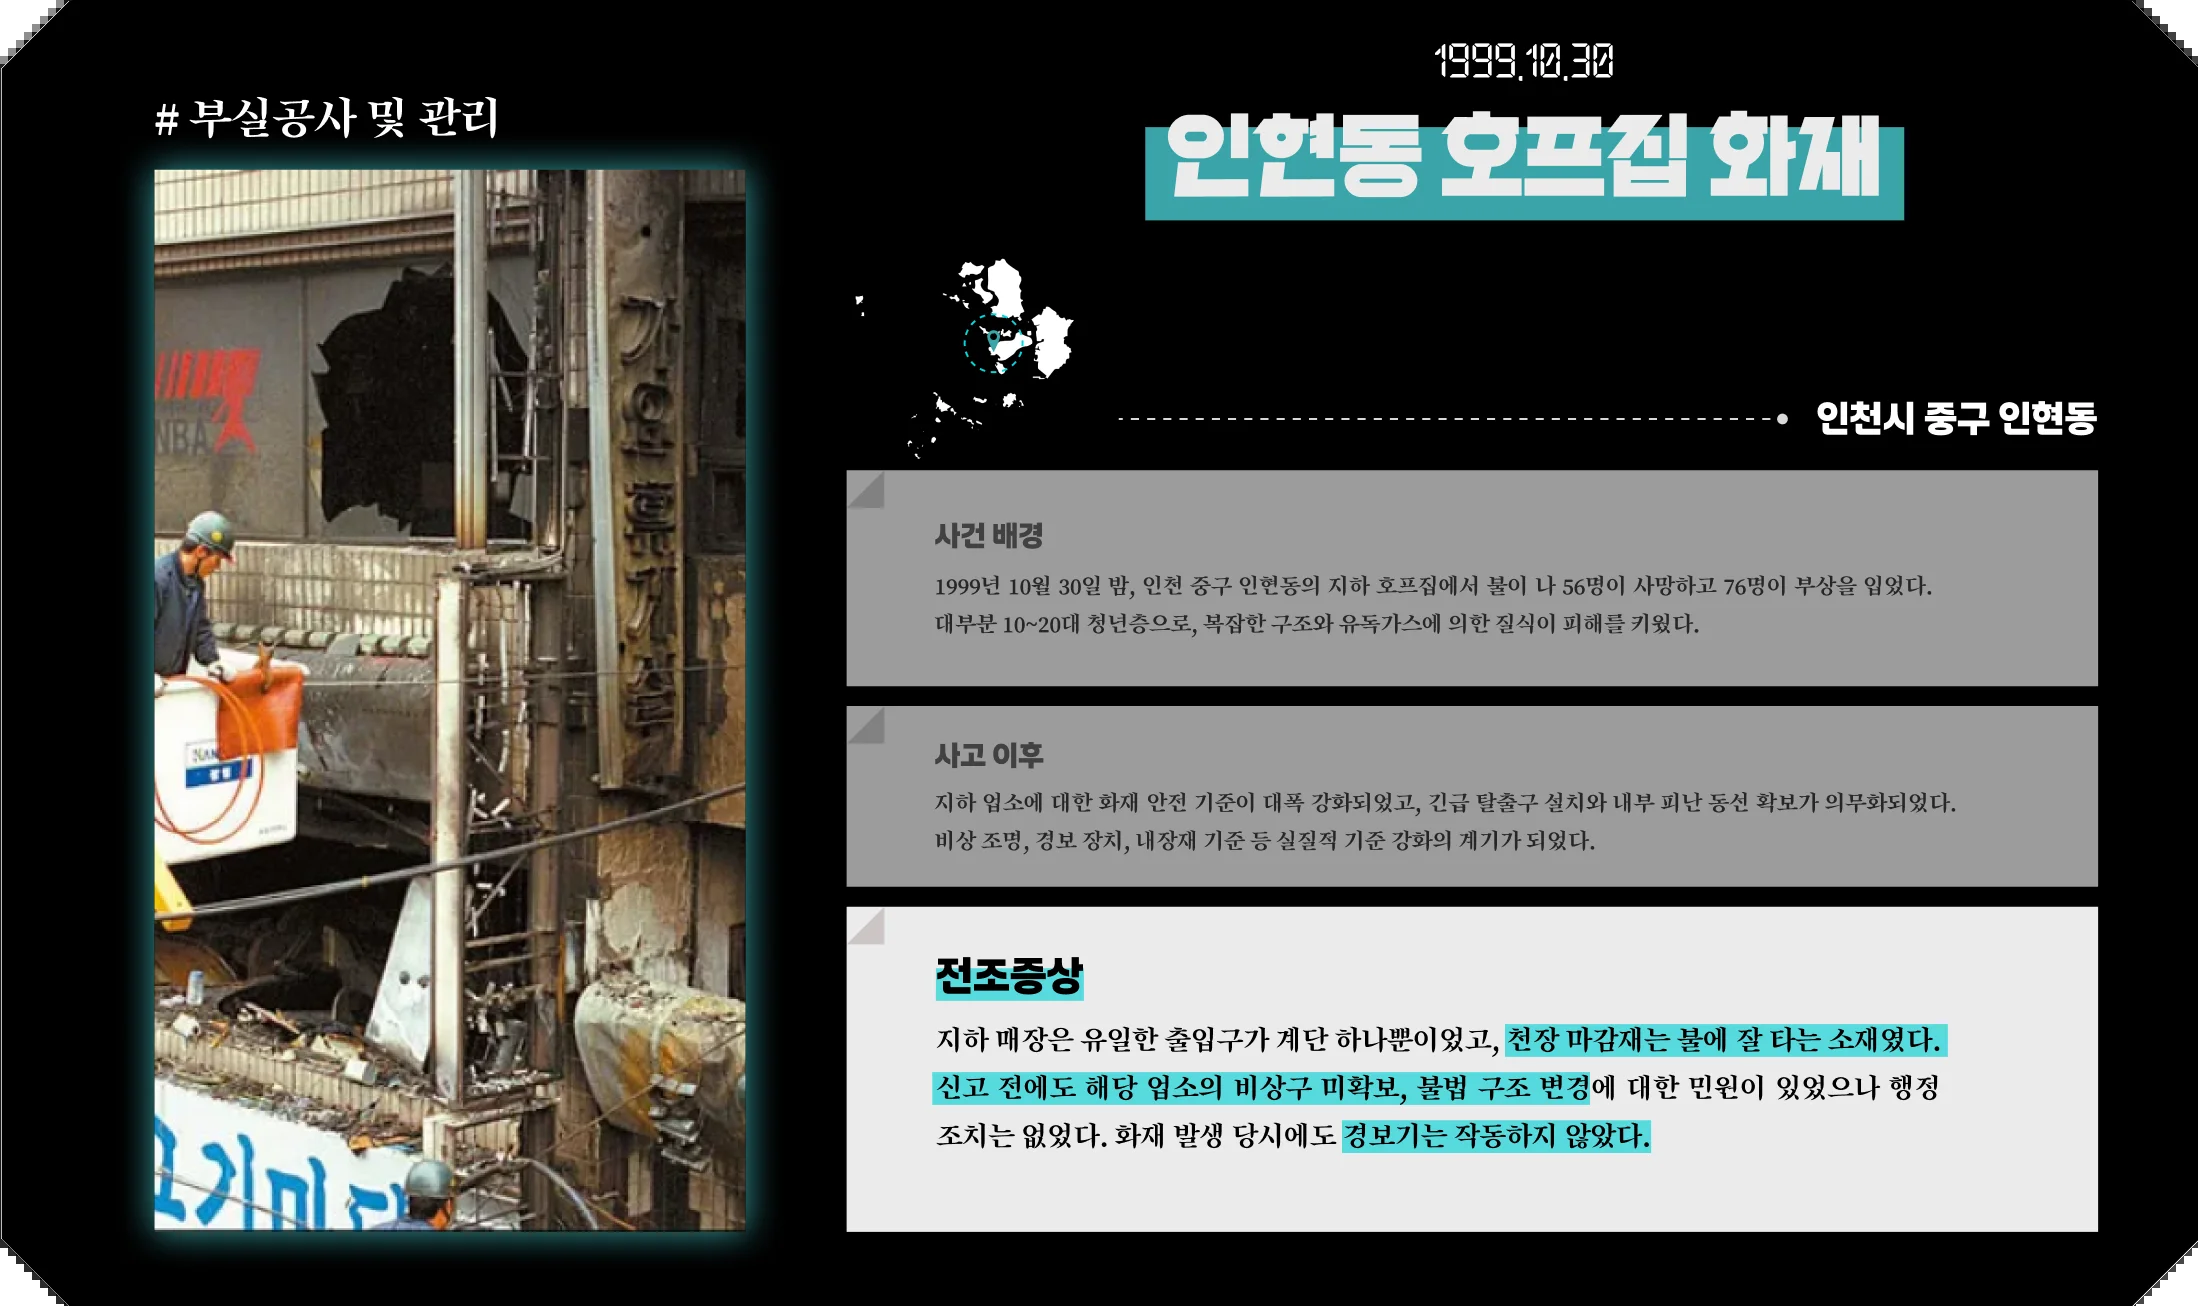 1999.10.30
# 부실공사 및 관리
인현동 호프집 화재
NBA
가요 흙가신
고기마다
인천시 중구 인현동
사건 배경
1999년 10월 30일 밤, 인천 중구 인현동의 지하 호프집에서 불이 나 56명이 사망하고 76명이 부상을 입었다.
대부분 10~20대 청년층으로, 복잡한 구조와 유독가스에 의한 질식이 피해를 키웠다.
사고 이후
지하 업소에 대한 화재 안전 기준이 대폭 강화되었고, 긴급 탈출구 설치와 내부 피난 동선 확보가 의무화되었다.
비상 조명, 경보 장치, 내장재 기준 등 실질적 기준 강화의 계기가 되었다.
전조증상
지하 매장은 유일한 출입구가 계단 하나뿐이었고, 천장 마감재는 불에 잘 타는 소재였다.
신고 전에도 해당 업소의 비상구 미확보, 불법 구조 변경에 대한 민원이 있었으나 행정
조치는 없었다. 화재 발생 당시에도 경보기는 작동하지 않았다.